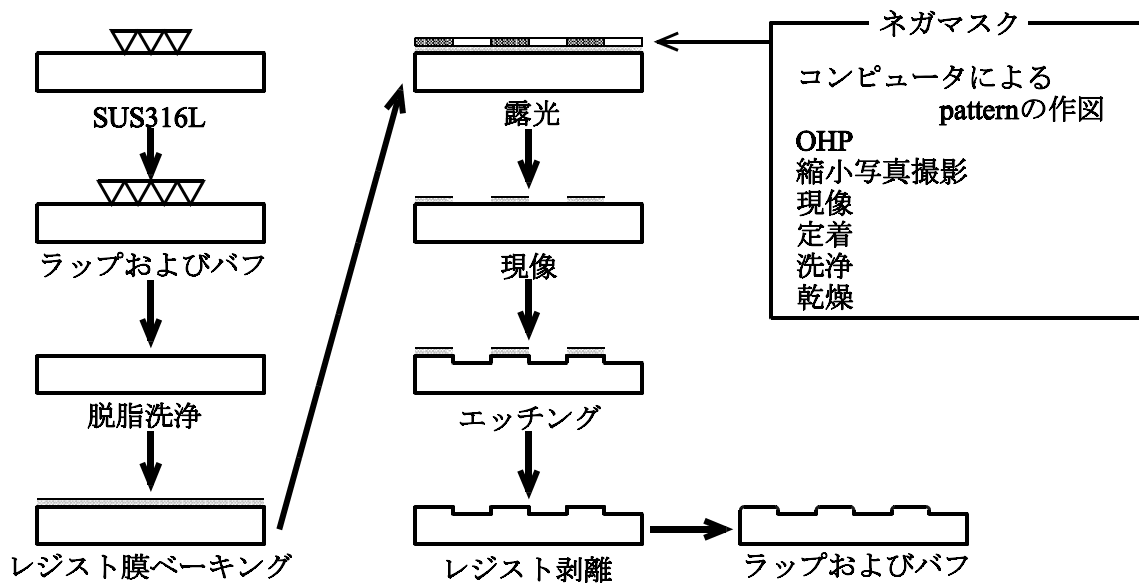 SUS316L
ラップおよびバフ
脱脂洗浄
レジスト膜ベーキング
露光
現像
エッチング
レジスト剥離
ラップおよびバフ
ネガマスク
コンピュータによる
patternの作図
OHP
縮小写真撮影
現像
定着
洗浄
乾燥